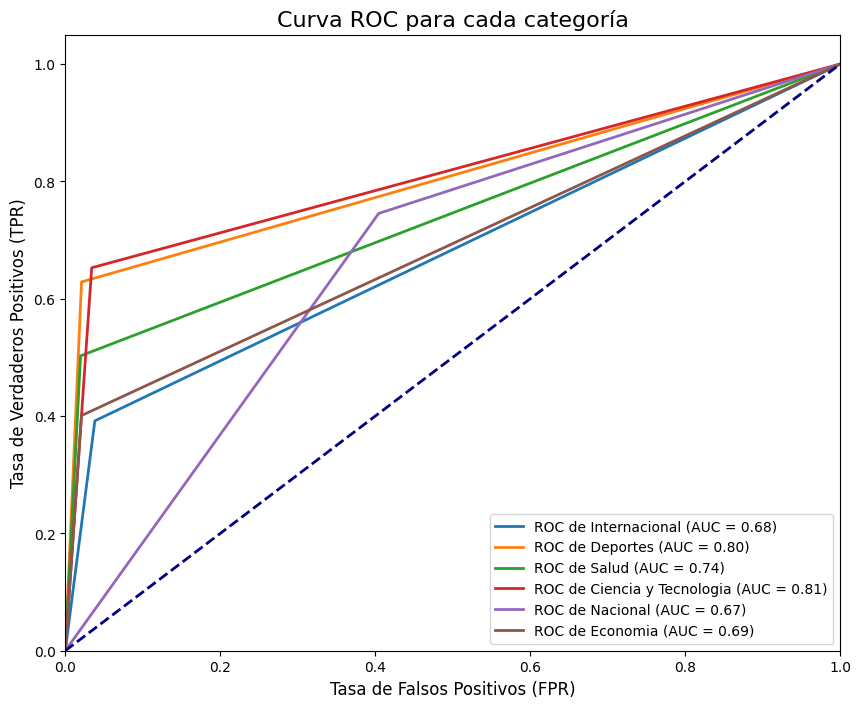 Curva ROC para cada categoría
Tasa de Verdaderos Positivos (TPR)
1.0
0.8
0.6
0.4
0.2
0.0
0.0 0.2 0.4 0.6 0.8 1.0
Tasa de Falsos Positivos (FPR)
ROC de Internacional (AUC = 0.68)
ROC de Deportes (AUC = 0.80)
ROC de Salud (AUC = 0.74)
ROC de Ciencia y Tecnologia (AUC = 0.81)
ROC de Nacional (AUC = 0.67)
ROC de Economia (AUC = 0.69)